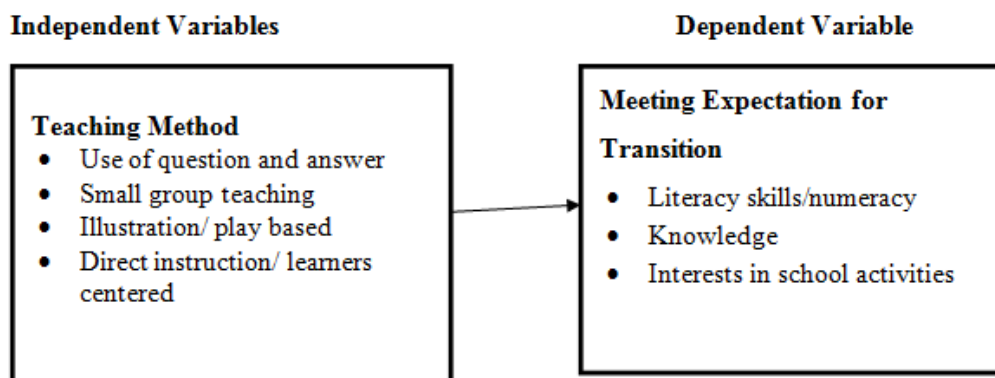 Independent Variables
Dependent Variable
Teaching Method
• Use of question and answer
• Small group teaching
• Illustration/ play based
• Direct instruction/ learners
centered
Meeting Expectation for
Transition
• Literacy skills/numeracy
• Knowledge
• Interests in school activities